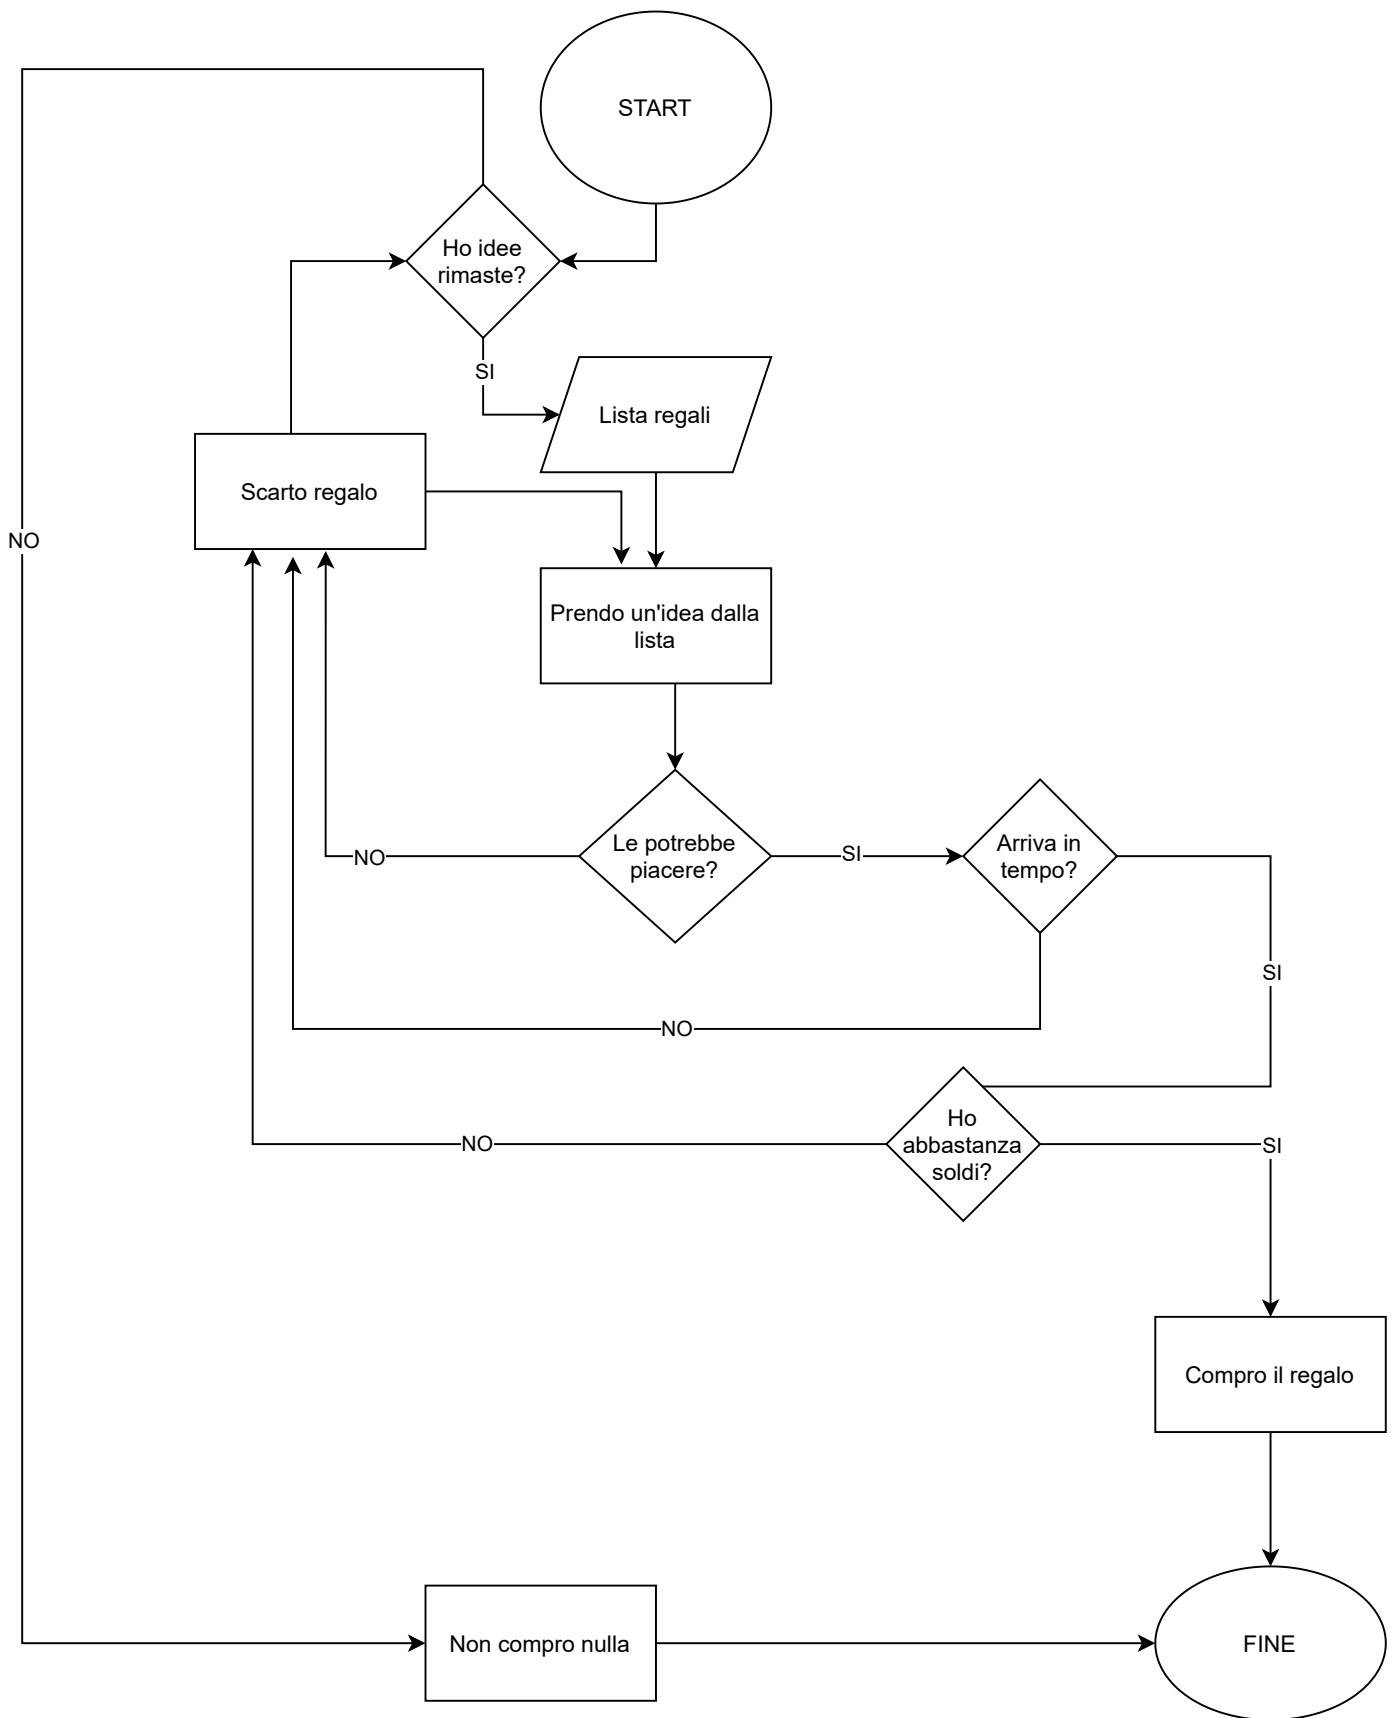 START
Ho idee
rimaste?
SI
Lista regali
Scarto regalo
NO
Prendo un'idea dalla
lista
Le potrebbe
piacere?
NO
SI
Arriva in
tempo?
SI
NO
Ho
abbastanza
soldi?
NO
SI
Compro il regalo
Non compro nulla
FINE